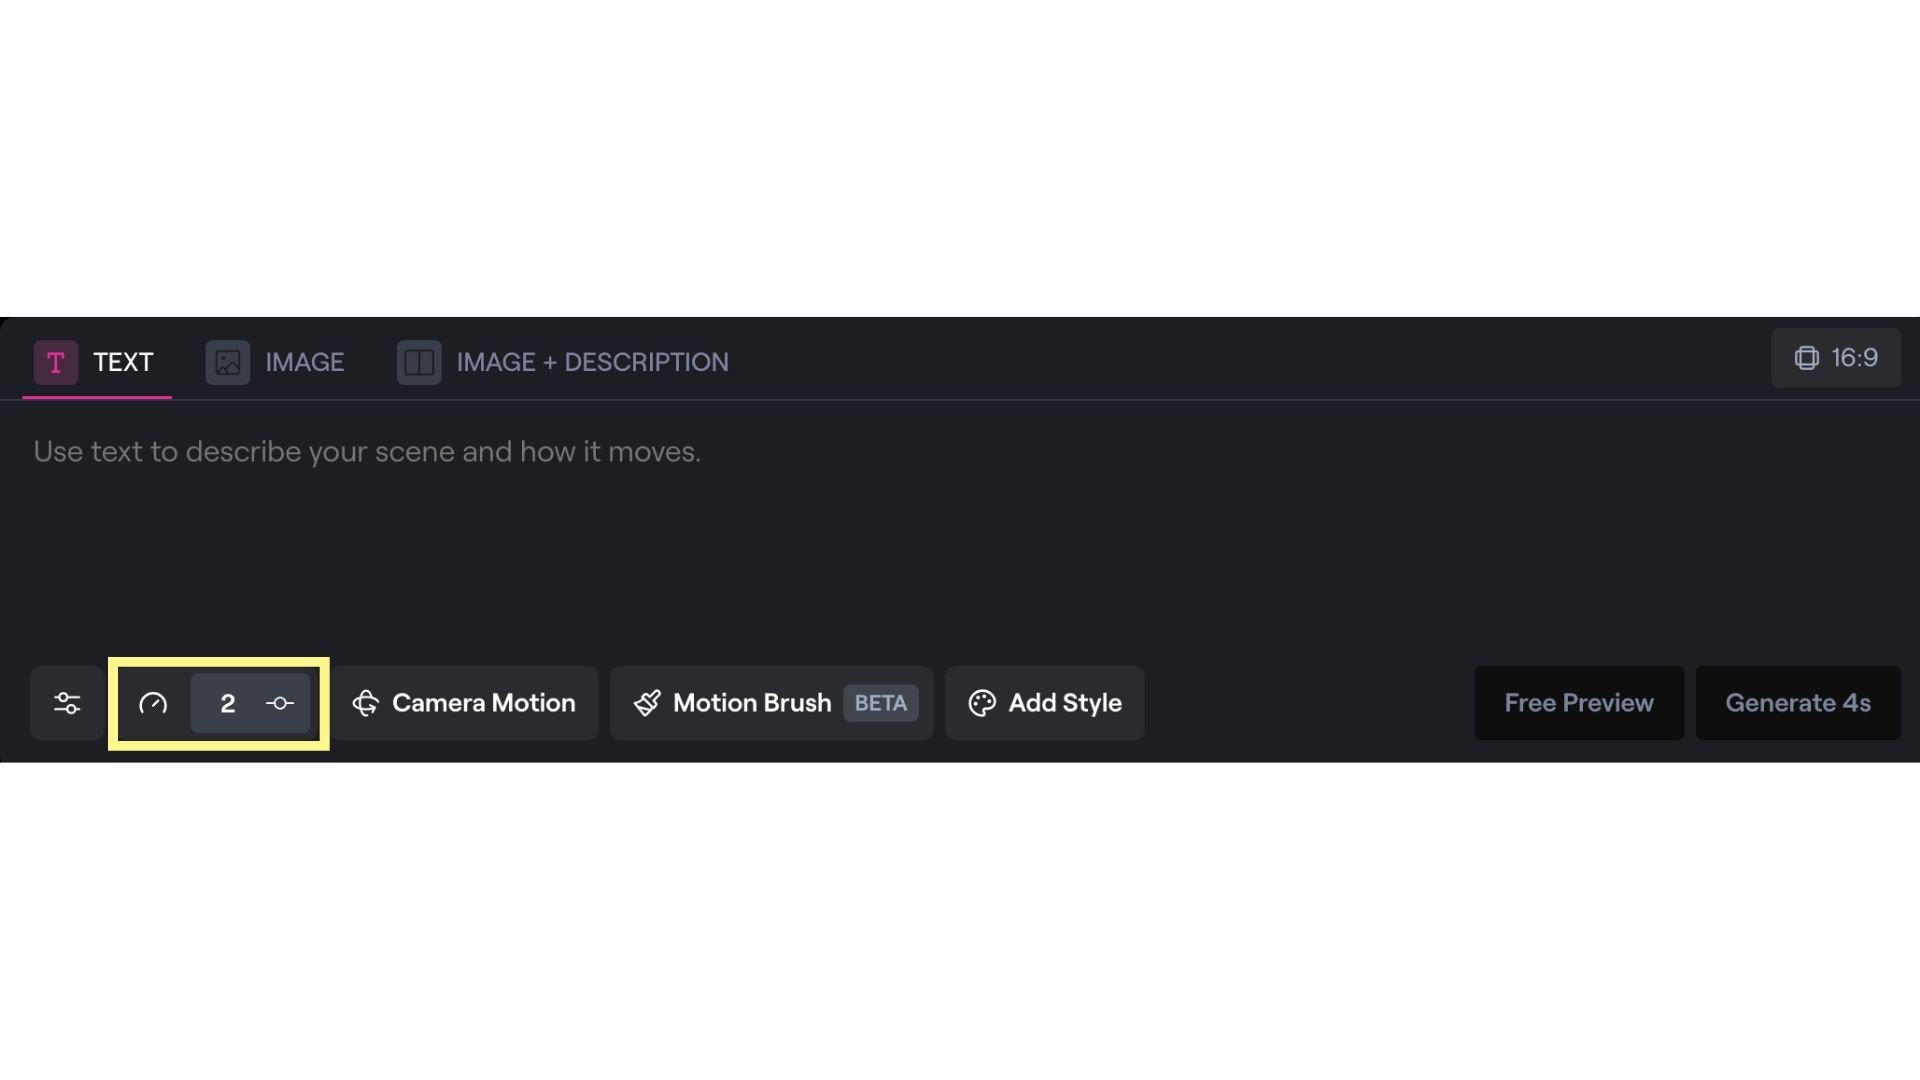 T TEXT IMAGE IMAGE + DESCRIPTION 16:9
Use text to describe your scene and how it moves.
2 Camera Motion Motion Brush BETA Add Style Free Preview Generate 4s